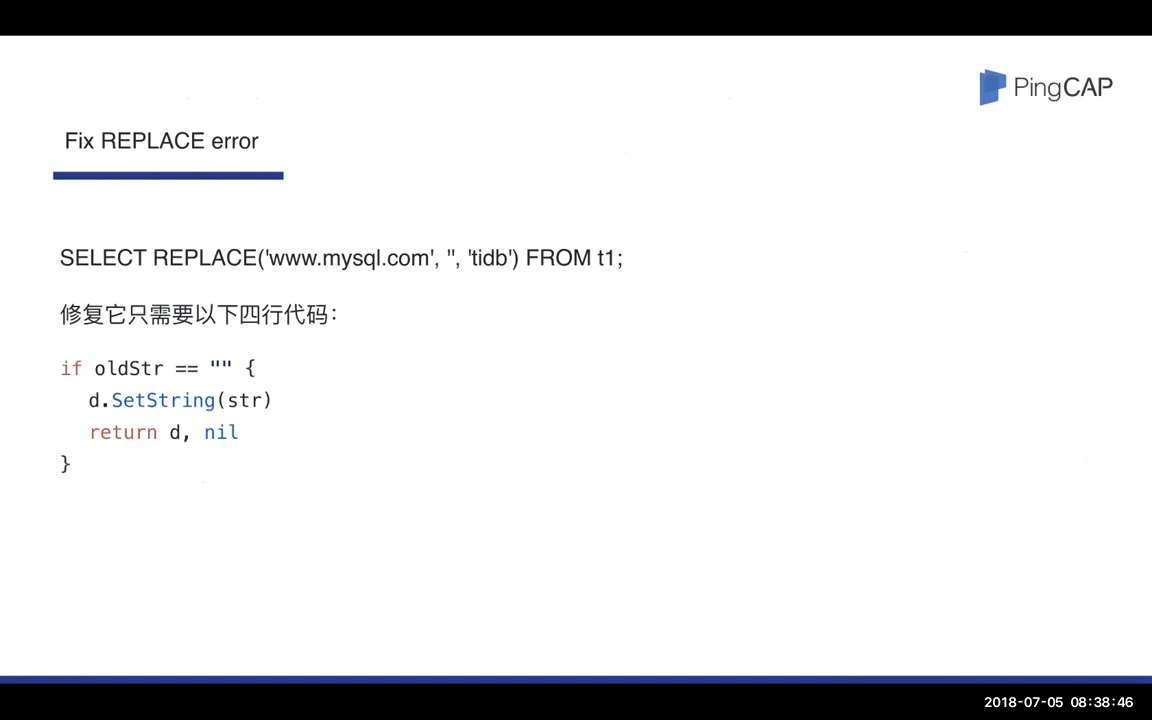 PingCAP
Fix REPLACE error
SELECT REPLACE('www.mysql.com', '', 'tidb') FROM t1;
修复它只需要以下四行代码：
if oldStr == "" {
d.SetString(str)
return d, nil
}
2018-07-05 08:38:46